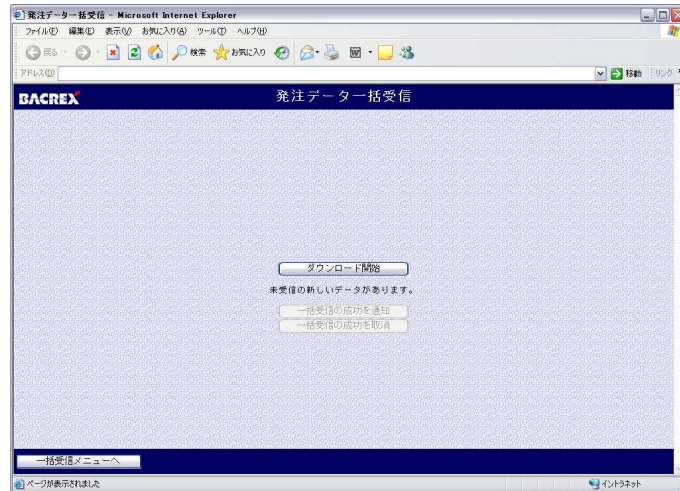 発注データ一括受信 - Microsoft Internet Explorer
ファイル(F) 編集(E) 表示(V) お気に入り(A) ツール(T) ヘルプ(H)
戻る 検索 お気に入り
アドレス(D) 移動 リンク
BACREX 発注データ一括受信
ダウンロード開始
未受信の新しいデータがあります。
一括受信の成功を通知
一括受信の成功を取消
一括受信メニューへ
ページが表示されました イントラネット